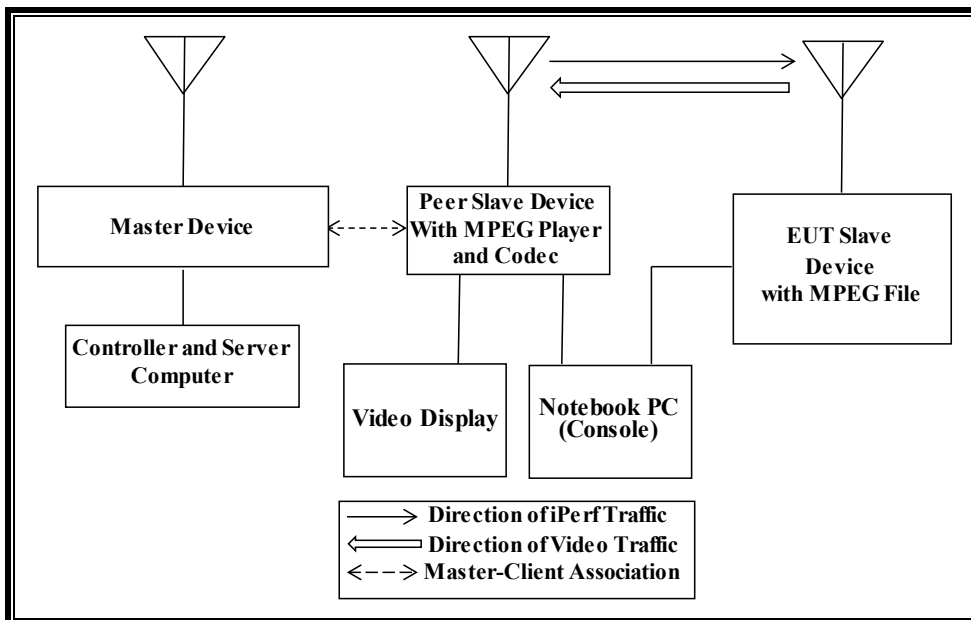 Master Device
Controller and Server
Computer
Peer Slave Device
With MPEG Player
and Codec
Video Display
Notebook PC
(Console)
EUT Slave
Device
with MPEG File
Direction of iPerf Traffic
Direction of Video Traffic
Master-Client Association